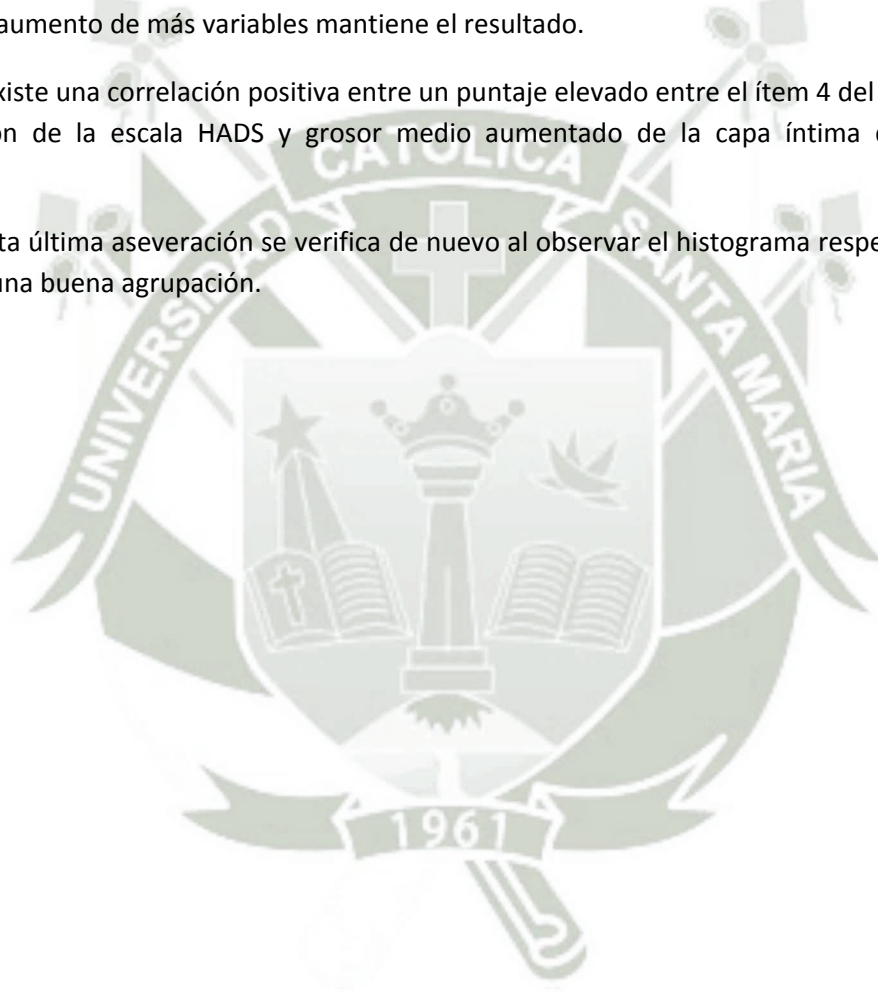 aumento de más variables mantiene el resultado.
xiste una correlación positiva entre un puntaje elevado entre el ítem 4 del
ón de la escala HADS y grosor medio aumentado de la capa íntima
ta última aseveración se verifica de nuevo al observar el histograma respe
una buena agrupación.
UNIVERSIDAD CATOLICA SANTA MARIA
1961